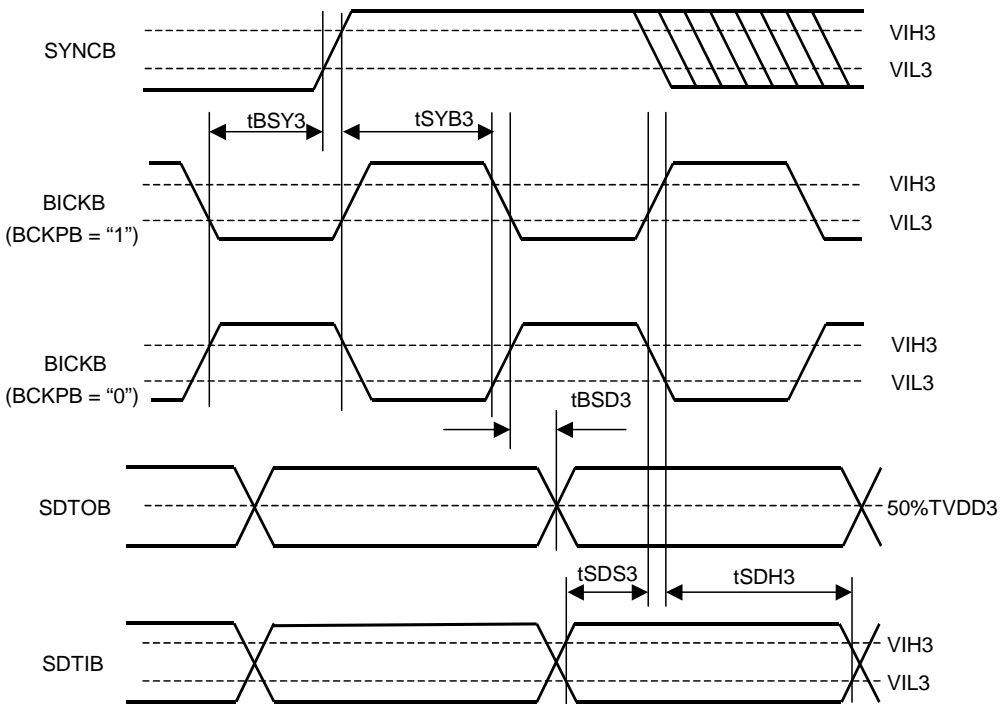 SYNCB
VIH3
VIL3
tBSY3
tSYB3
BICKB
(BCKPB = “1”)
VIH3
VIL3
BICKB
(BCKPB = “0”)
VIH3
VIL3
tBSD3
SDTOB
50%TVDD3
tSDS3
tSDH3
SDTIB
VIH3
VIL3